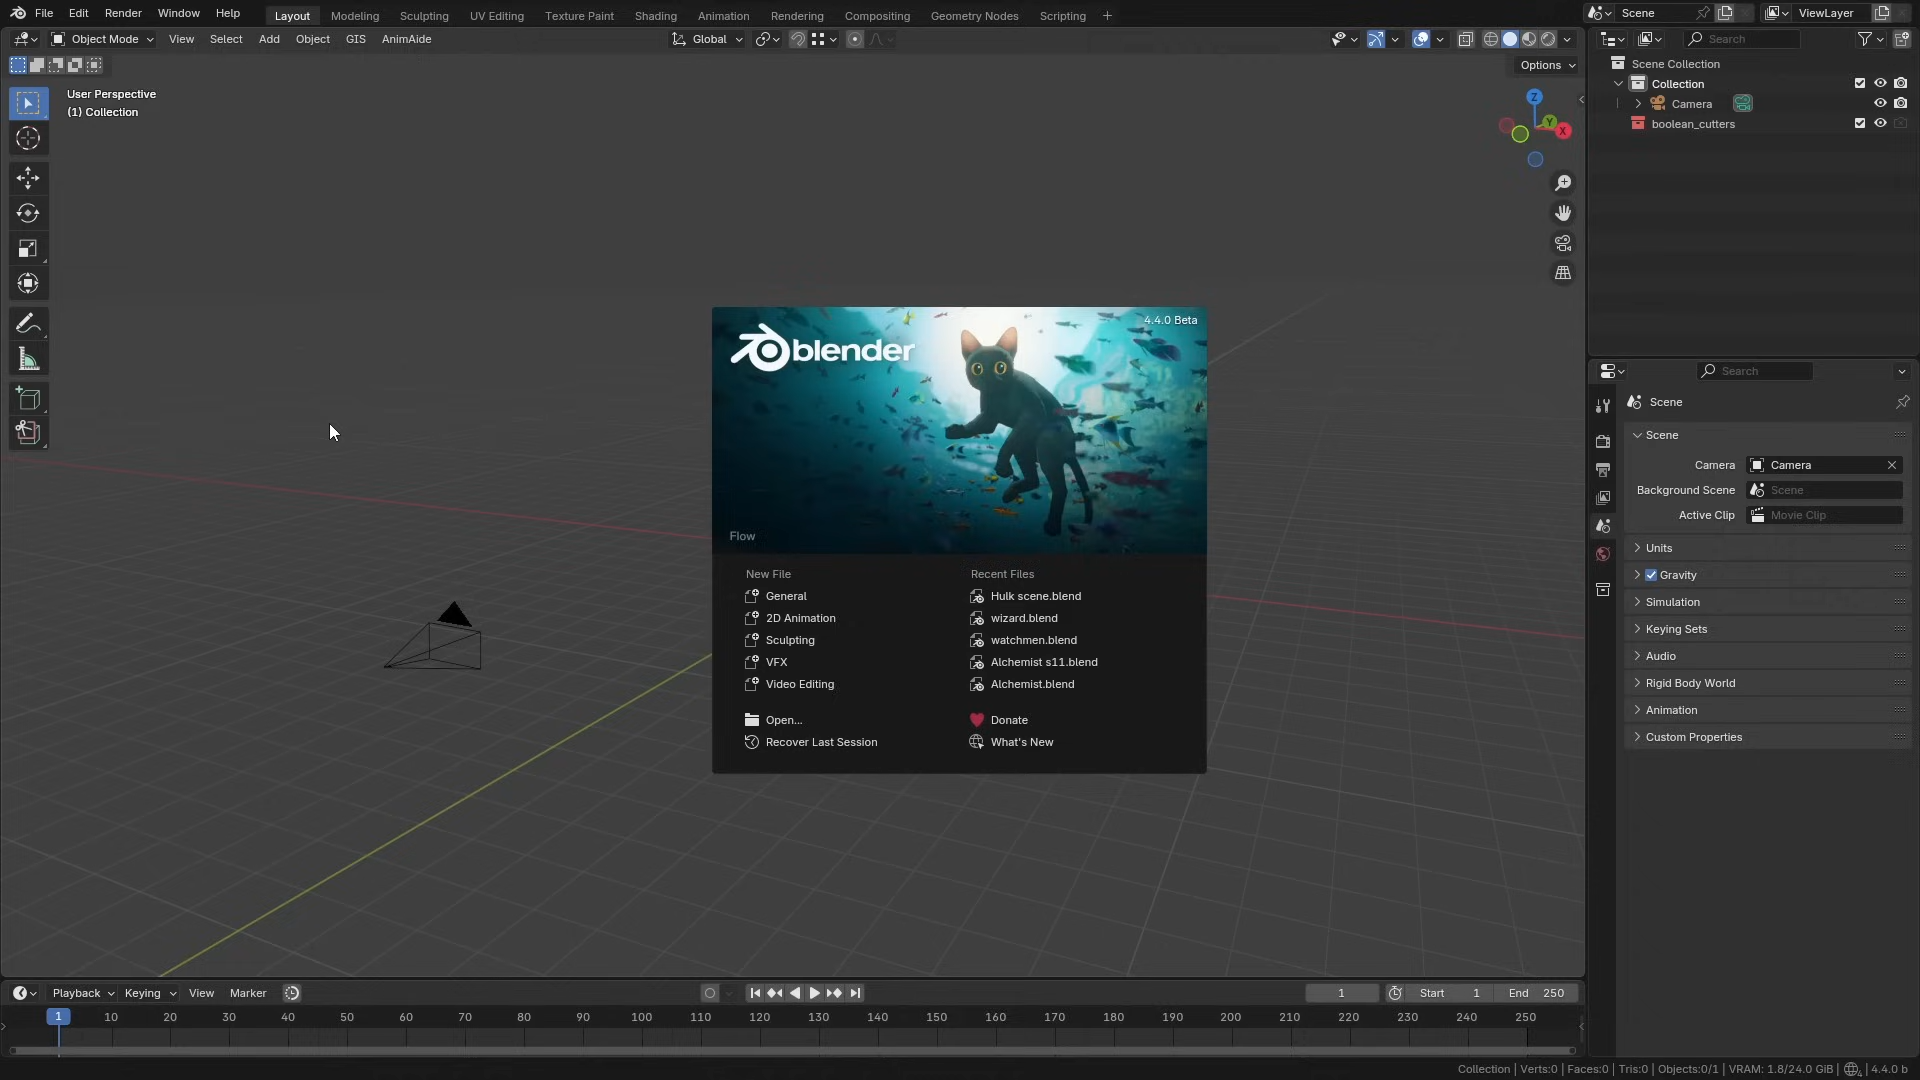 File Edit Render Window Help Layout Modeling Sculpting UV Editing Texture Paint Shading Animation Rendering Compositing Geometry Nodes Scripting + Scene ViewLayer
Object Mode View Select Add Object GIS AnimAide Global Search
Options
User Perspective
(1) Collection
Z
Y
X
Scene Collection
Collection
Camera
boolean_cutters
blender
4.4.0 Beta
Flow
New File
General
2D Animation
Sculpting
VFX
Video Editing
Open...
Recover Last Session
Recent Files
Hulk scene.blend
wizard.blend
watchmen.blend
Alchemist s11.blend
Alchemist.blend
Donate
What's New
Search
Scene
Scene
Camera Camera
Background Scene Scene
Active Clip Movie Clip
Units
Gravity
Simulation
Keying Sets
Audio
Rigid Body World
Animation
Custom Properties
Playback Keying View Marker 1 Start 1 End 250
1 10 20 30 40 50 60 70 80 90 100 110 120 130 140 150 160 170 180 190 200 210 220 230 240 250
Collection | Verts:0 | Faces:0 | Tris:0 | Objects:0/1 | VRAM: 1.8/24.0 GiB | 4.4.0 b